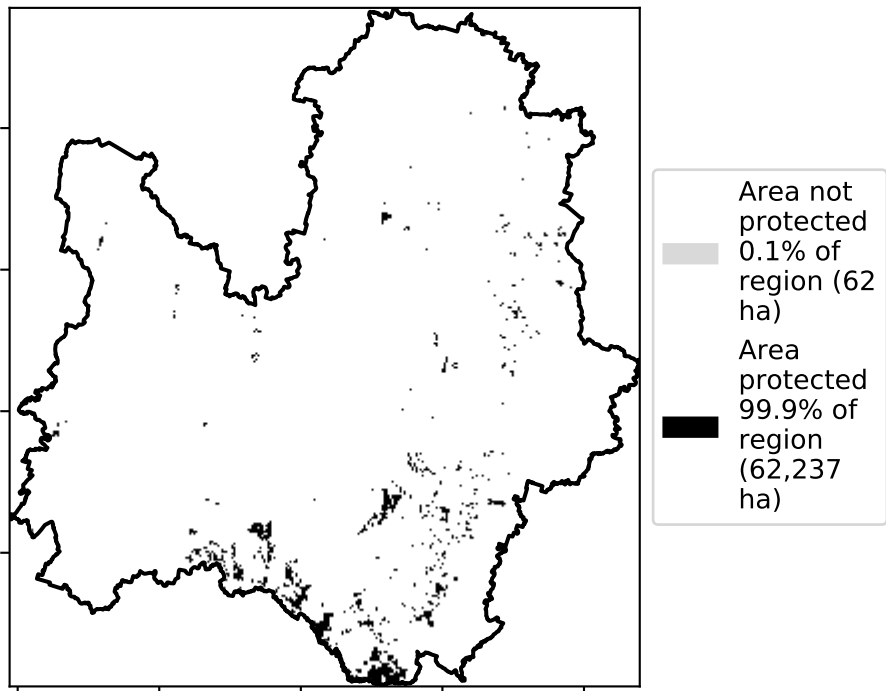 Area not
protected
0.1% of
region (62
ha)
Area
protected
99.9% of
region
(62,237
ha)